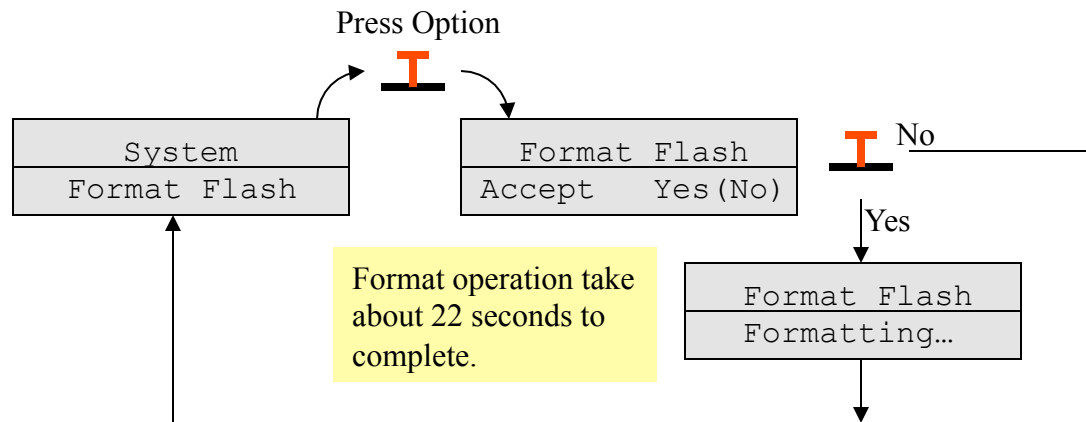 Press Option
System
Format Flash
Format Flash
Accept Yes(No)
No
Yes
Format operation take
about 22 seconds to
complete.
Format Flash
Formatting…